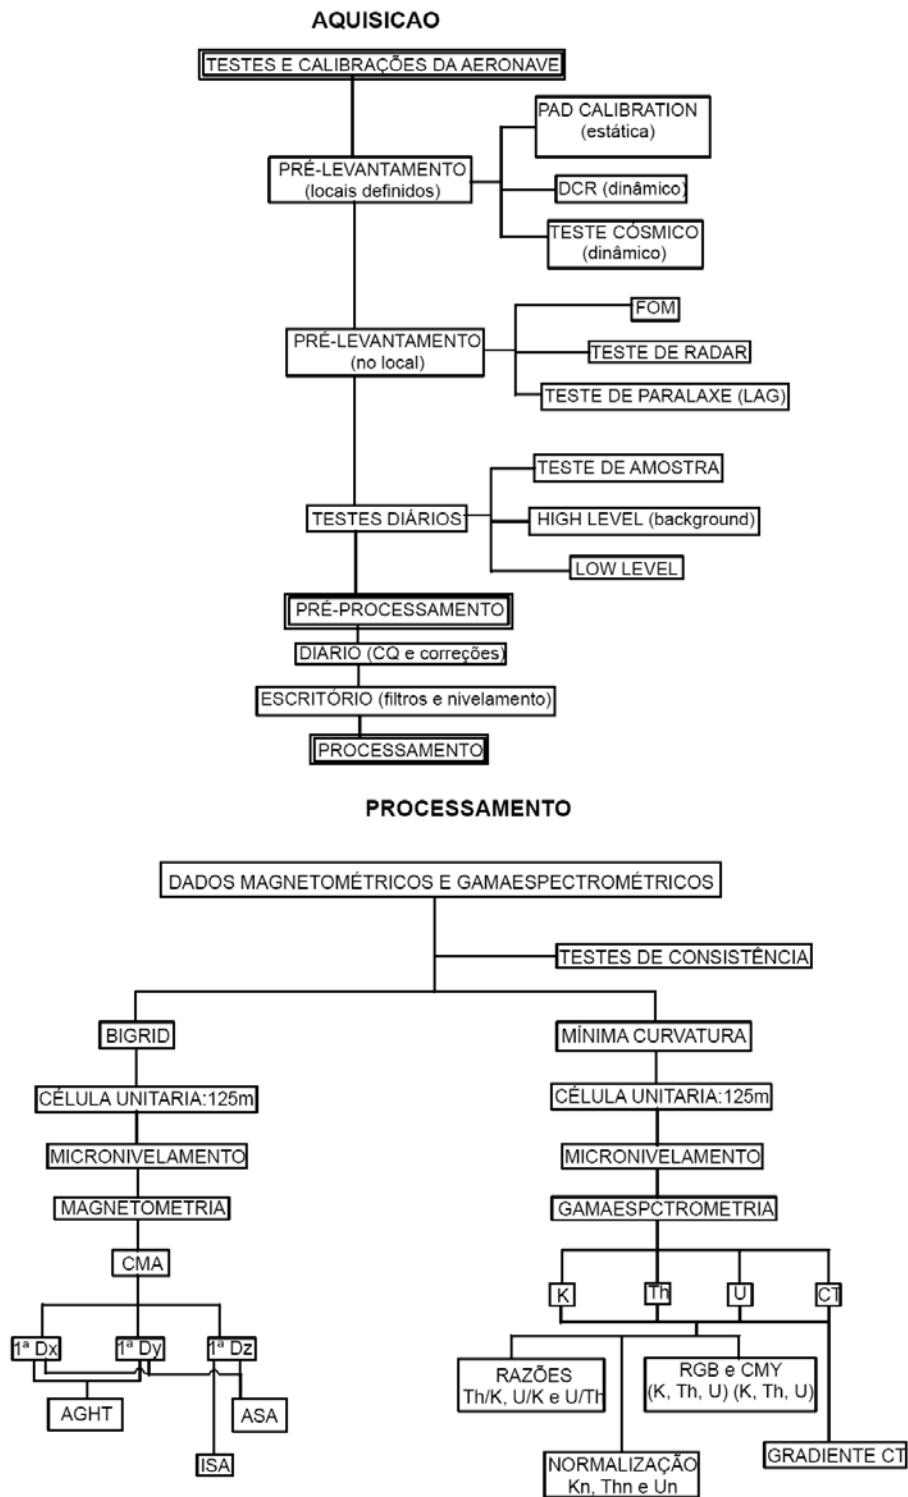 AQUISICAO
TESTES E CALIBRAÇÕES DA AERONAVE
PRÉ-LEVANTAMENTO
(locais definidos)
PAD CALIBRATION
(estática)
DCR (dinâmico)
TESTE CÓSMICO
(dinâmico)
PRÉ-LEVANTAMENTO
(no local)
FOM
TESTE DE RADAR
TESTE DE PARALAXE (LAG)
TESTES DIÁRIOS
TESTE DE AMOSTRA
HIGH LEVEL (background)
LOW LEVEL
PRÉ-PROCESSAMENTO
DIARIO (CQ e correções)
ESCRITÓRIO (filtros e nivelamento)
PROCESSAMENTO
PROCESSAMENTO
DADOS MAGNETOMÉTRICOS E GAMAESPECTROMÉTRICOS
TESTES DE CONSISTÊNCIA
BIGRID
CÉLULA UNITARIA:125m
MICRONIVELAMENTO
MAGNETOMETRIA
CMA
1ª Dx
1ª Dy
1ª Dz
AGHT
ASA
ISA
MÍNIMA CURVATURA
CÉLULA UNITARIA:125m
MICRONIVELAMENTO
GAMAESPCTROMETRIA
K
Th
U
CT
RAZÕES
Th/K, U/K e U/Th
RGB e CMY
(K, Th, U) (K, Th, U)
NORMALIZAÇÃO
Kn, Thn e Un
GRADIENTE CT